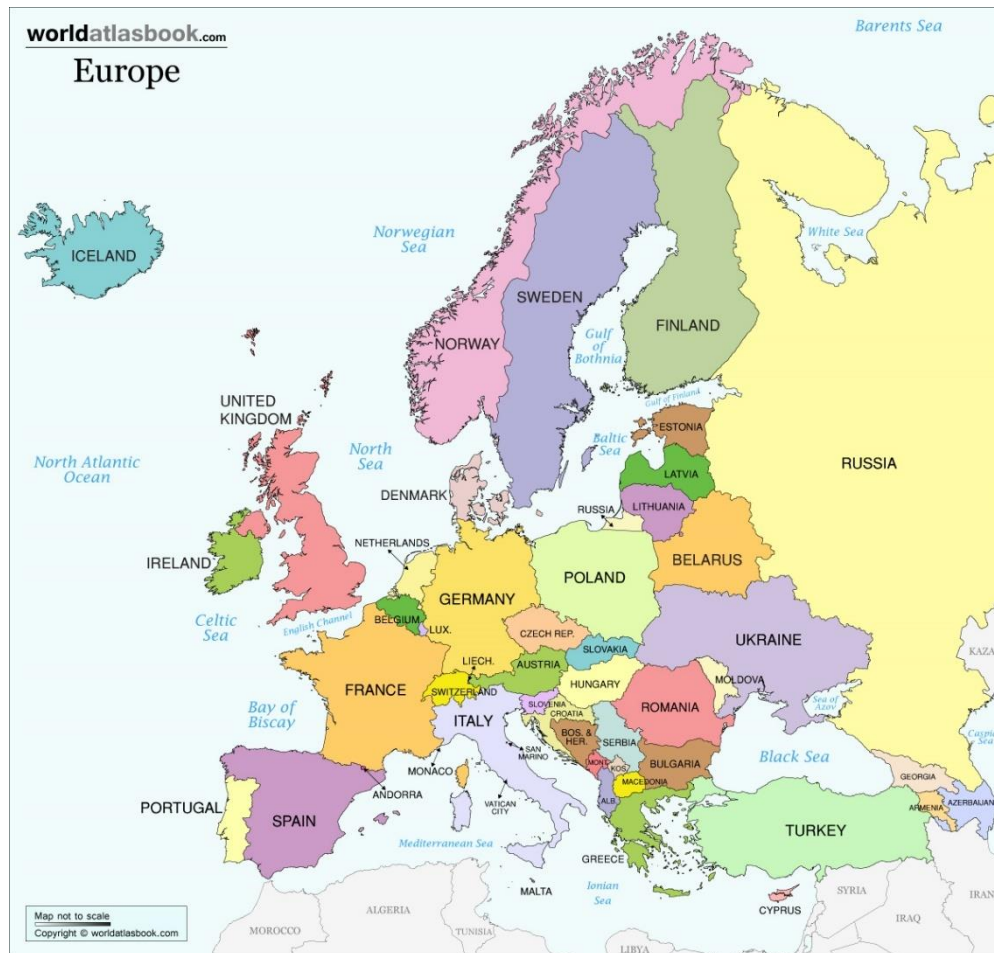 worldatlasbook.com
Europe
Barents Sea
ICELAND
Norwegian
Sea
White Sea
SWEDEN
FINLAND
NORWAY
Gulf
of
Bothnia
UNITED
KINGDOM
Gulf of Finland
ESTONIA
North
Sea
Baltic
Sea
North Atlantic
Ocean
RUSSIA
LATVIA
DENMARK
LITHUANIA
RUSSIA
NETHERLANDS
IRELAND
BELARUS
POLAND
GERMANY
Celtic
Sea
English Channel
BELGIUM
LUX.
CZECH REP.
UKRAINE
SLOVAKIA
KAZA
LIECH.
AUSTRIA
FRANCE
SWITZERLAND
HUNGARY
MOLDOVA
Bay of
Biscay
ITALY
SLOVENIA
CROATIA
ROMANIA
Sea of
Azov
Caspian
Sea
BOS. &
HER.
SERBIA
SAN
MARINO
MONACO
MONT.
KOS.
BULGARIA
Black Sea
GEORGIA
MACEDONIA
ANDORRA
VATICAN
CITY
ALB.
ARMENIA
AZERBAIJAN
PORTUGAL
SPAIN
TURKEY
Mediterranean Sea
GREECE
MALTA
Ionian
Sea
CYPRUS
SYRIA
IRAN
IRAQ
Map not to scale
Copyright © worldatlasbook.com
MOROCCO
ALGERIA
TUNISIA
LIBYA